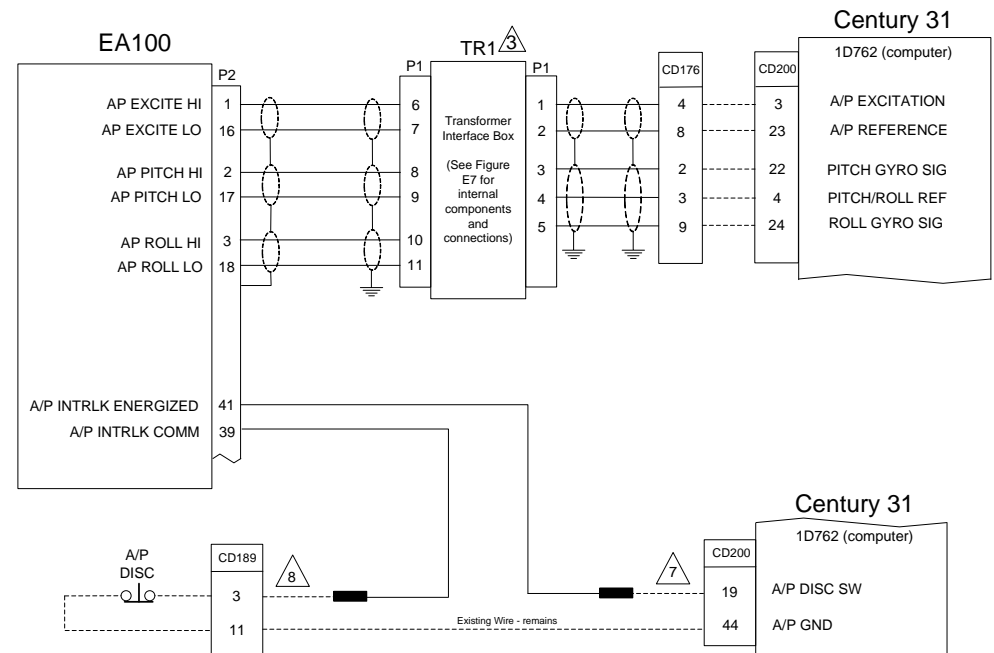 Century 31
EA100
TR1 3
1D762 (computer)
P2
P1
P1
CD176
CD200
AP EXCITE HI 1 6 1 4 3 A/P EXCITATION
AP EXCITE LO 16 7 2 8 23 A/P REFERENCE
Transformer
Interface Box
(See Figure
E7 for
internal
components
and
connections)
AP PITCH HI 2 8 3 2 22 PITCH GYRO SIG
AP PITCH LO 17 9 4 3 4 PITCH/ROLL REF
AP ROLL HI 3 10 5 9 24 ROLL GYRO SIG
AP ROLL LO 18 11
A/P INTRLK ENERGIZED 41
A/P INTRLK COMM 39
Century 31
1D762 (computer)
A/P
DISC
CD189
8
7
CD200
3
19 A/P DISC SW
11
Existing Wire - remains
44 A/P GND